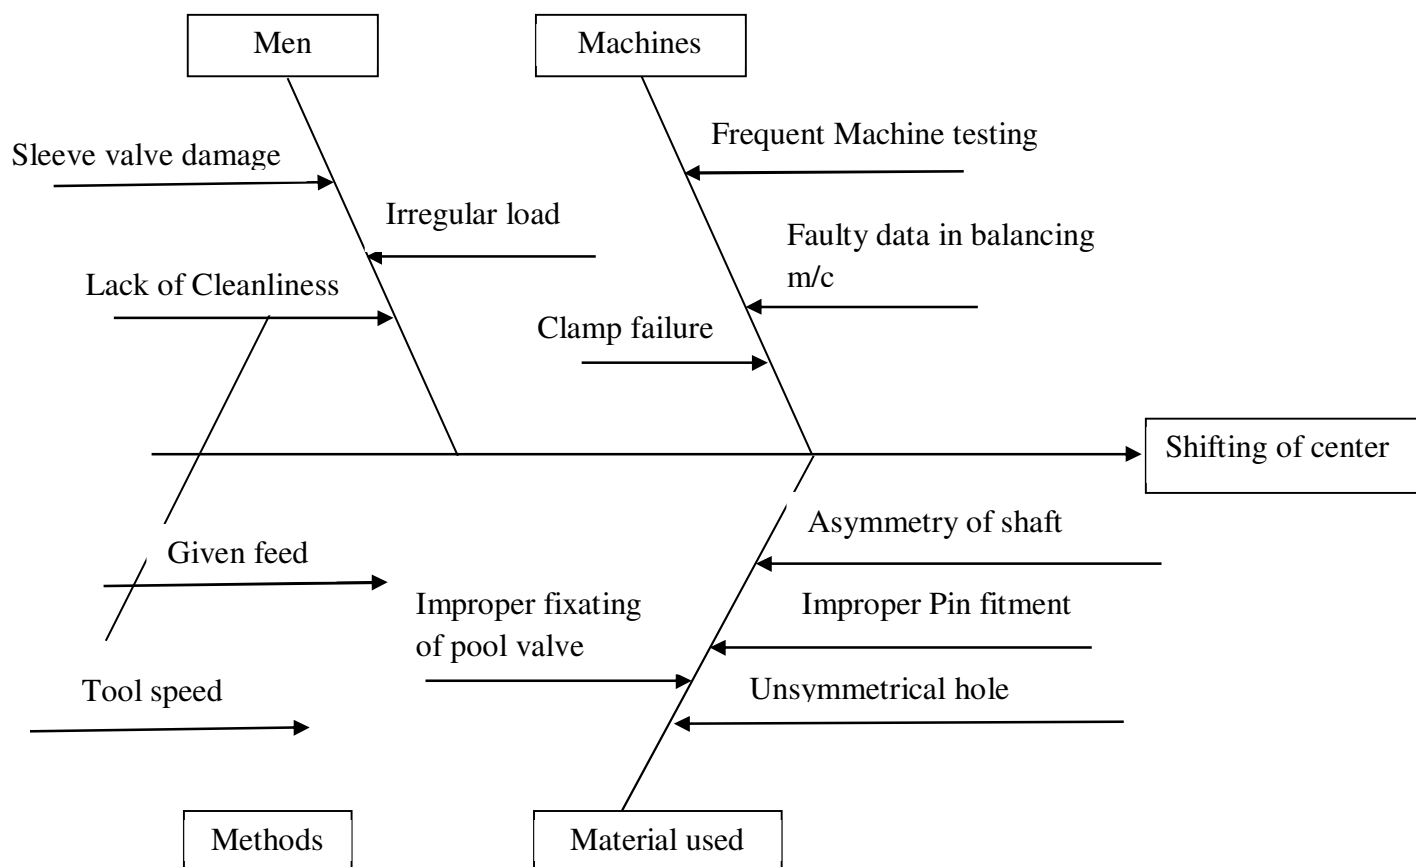 Men
Machines
Frequent Machine testing
Sleeve valve damage
Irregular load
Faulty data in balancing
m/c
Lack of Cleanliness
Clamp failure
Shifting of center
Asymmetry of shaft
Given feed
Improper fixating
of pool valve
Improper Pin fitment
Unsymmetrical hole
Tool speed
Methods
Material used